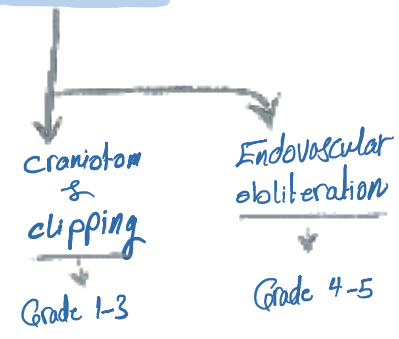 craniotom
&
clipping
Grade 1-3
Endovascular
obliteration
Grade 4-5